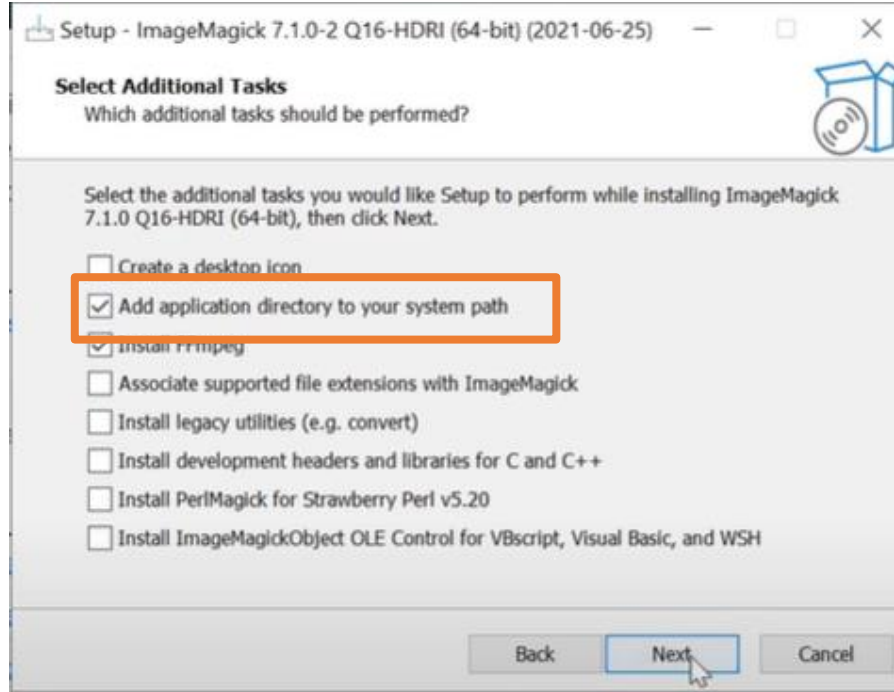 Setup - ImageMagick 7.1.0-2 Q16-HDRI (64-bit) (2021-06-25)
Select Additional Tasks
Which additional tasks should be performed?
Select the additional tasks you would like Setup to perform while installing ImageMagick
7.1.0 Q16-HDRI (64-bit), then click Next.
Create a desktop icon
Add application directory to your system path
Install FFmpeg
Associate supported file extensions with ImageMagick
Install legacy utilities (e.g. convert)
Install development headers and libraries for C and C++
Install PerlMagick for Strawberry Perl v5.20
Install ImageMagickObject OLE Control for VBscript, Visual Basic, and WSH
Back Next Cancel